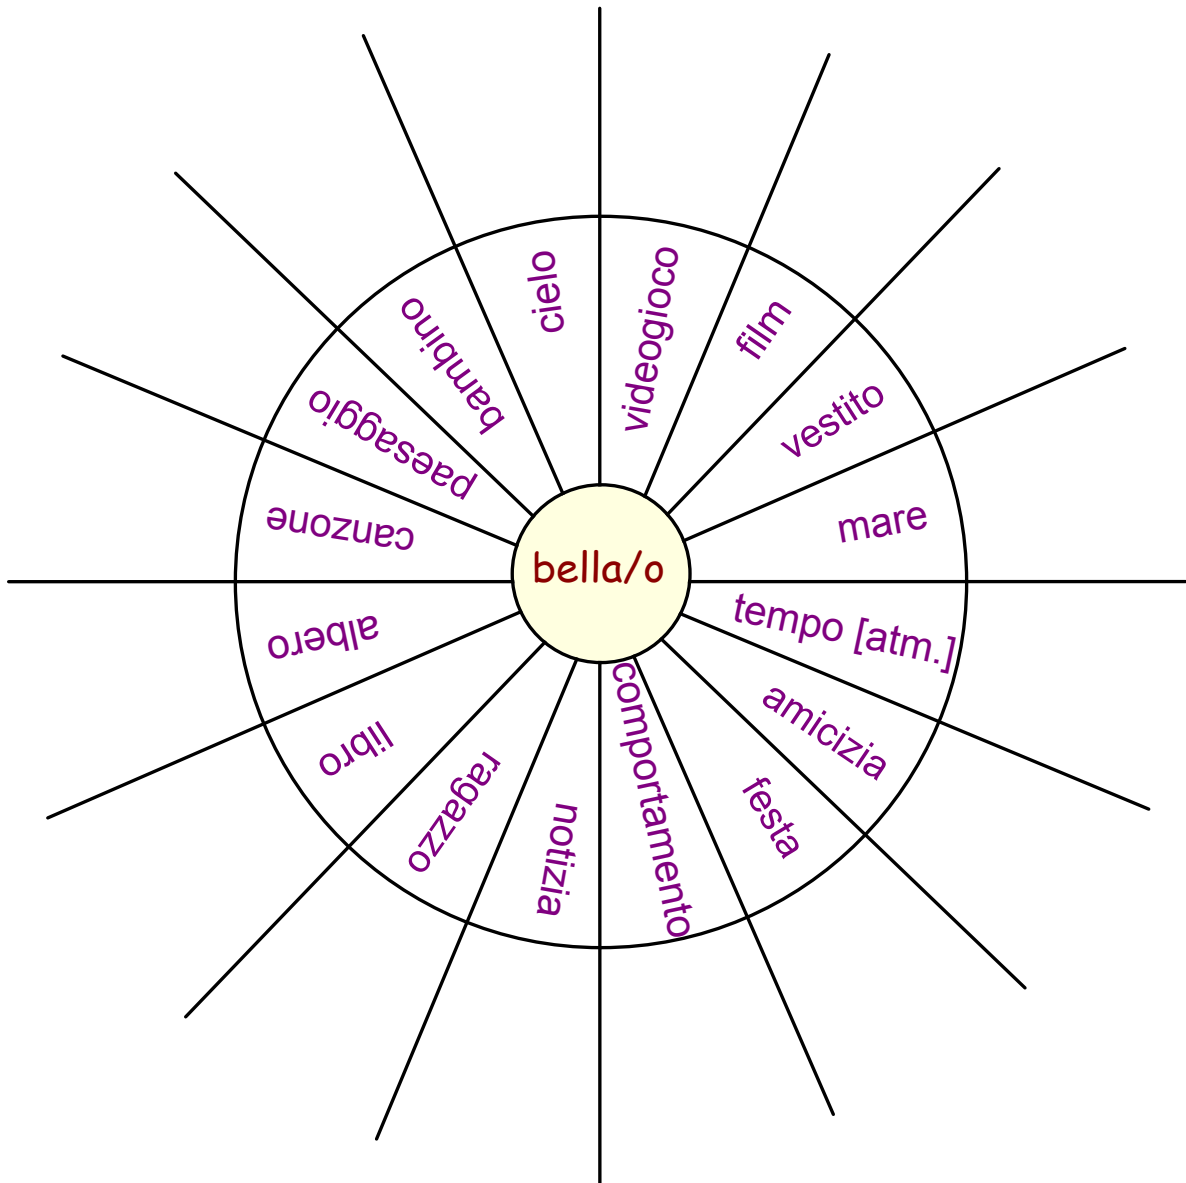 bella/o
videogioco
film
vestito
mare
tempo [atm.]
amicizia
festa
comportamento
notizia
ragazzo
libro
albero
canzone
paesaggio
bambino
cielo